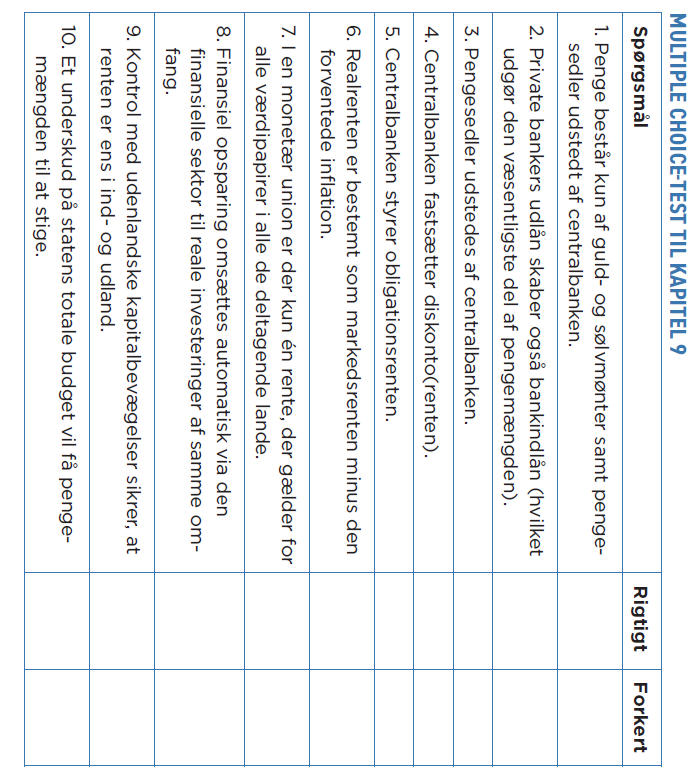 MULTIPLE CHOICE-TEST TIL KAPITEL 9
Spørgsmål Rigtigt Forkert
1. Penge består kun af guld- og sølvmønter samt penge-
sedler udstedt af centralbanken.
2. Private bankers udlån skaber også bankindlån (hvilket
udgør den væsentligste del af pengemængden).
3. Pengesedler udstedes af centralbanken.
4. Centralbanken fastsætter diskonto(renten).
5. Centralbanken styrer obligationsrenten.
6. Realrenten er bestemt som markedsrenten minus den
forventede inflation.
7. I en monetær union er der kun én rente, der gælder for
alle værdipapirer i alle de deltagende lande.
8. Finansiel opsparing omsættes automatisk via den
finansielle sektor til reale investeringer af samme om-
fang.
9. Kontrol med udenlandske kapitalbevægelser sikrer, at
renten er ens i ind- og udland.
10. Et underskud på statens totale budget vil få penge-
mængden til at stige.